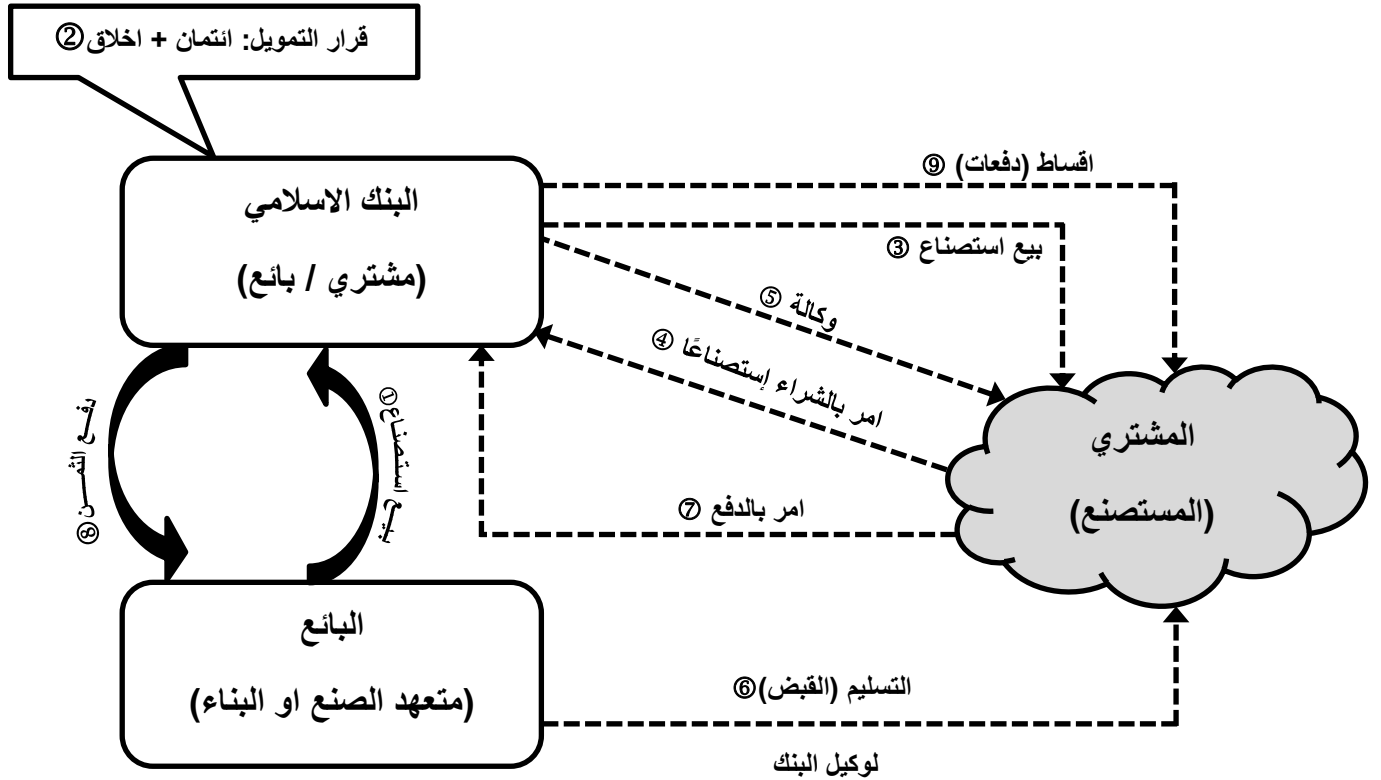 قرار التمويل: ائتمان + اخلاق②
البنك الاسلامي
(مشتري / بائع)
اقساط (دفعات) ⑨
بيع استصناع ③
وكالة ⑤
امر بالشراء إستصناعًا ④
المشتري
(المستصنع)
امر بالدفع ⑦
بيع استصناع①
دفع الثمن⑧
البائع
(متعهد الصنع او البناء)
التسليم (القبض)⑥
لوكيل البنك